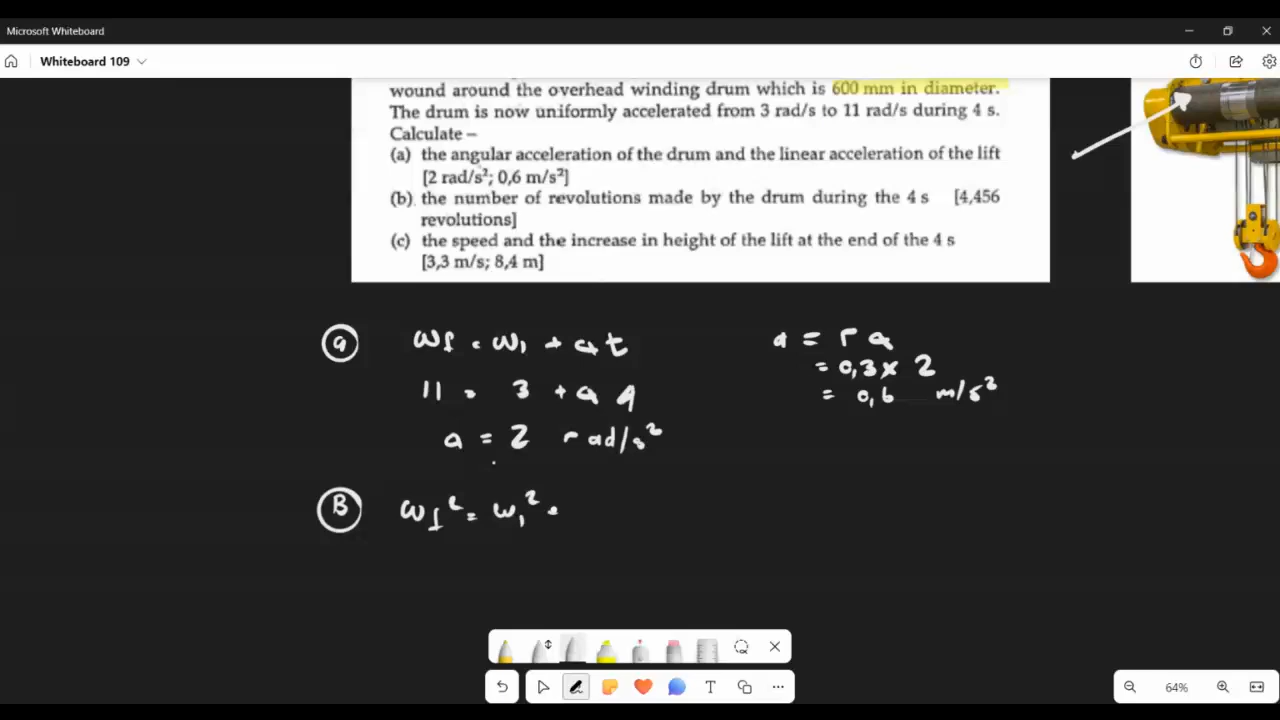 Microsoft Whiteboard
Whiteboard 109
wound around the overhead winding drum which is 600 mm in diameter.
The drum is now uniformly accelerated from 3 rad/s to 11 rad/s during 4 s.
Calculate –
(a) the angular acceleration of the drum and the linear acceleration of the lift
[2 rad/s²; 0,6 m/s²]
(b) the number of revolutions made by the drum during the 4 s [4,456
revolutions]
(c) the speed and the increase in height of the lift at the end of the 4 s
[3,3 m/s; 8,4 m]
a
ωf = ω1 + αt
11 = 3 + α 4
α = 2 rad/s²
a = r α
= 0,3 × 2
= 0,6 m/s²
B
ωf² = ω1²
T
64%